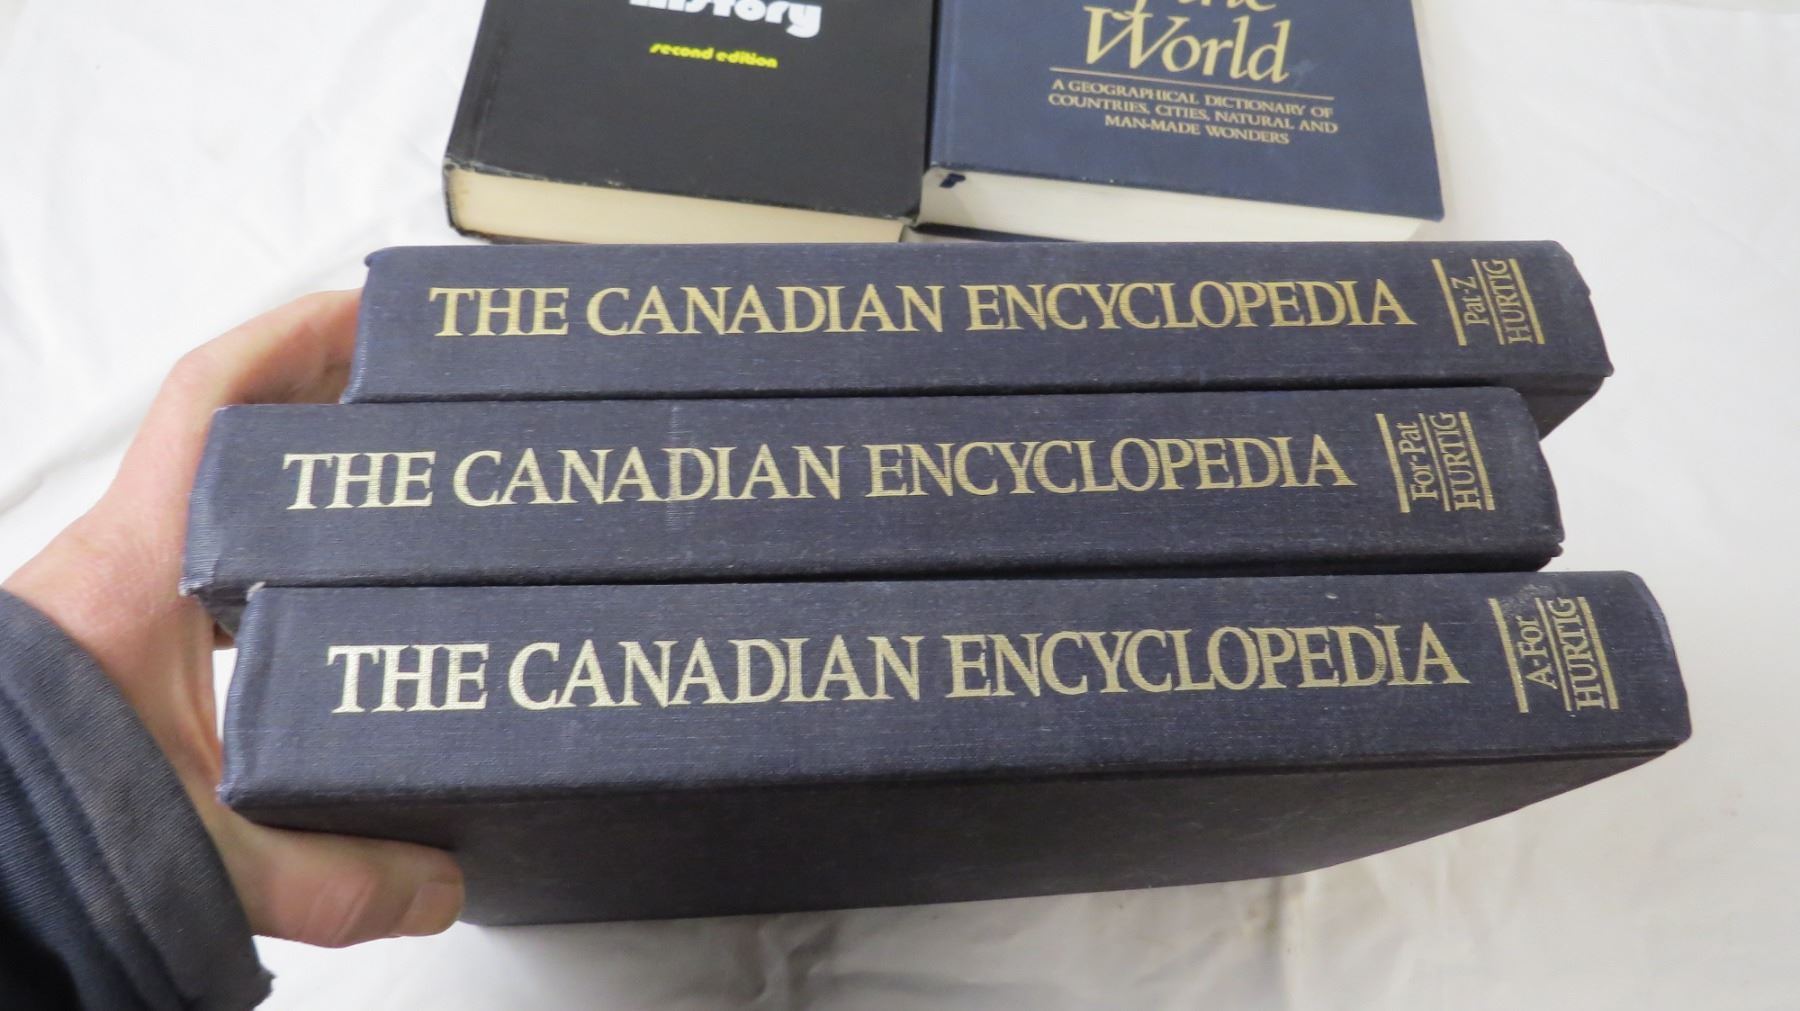 History
second edition
the
World
A GEOGRAPHICAL DICTIONARY OF
COUNTRIES, CITIES, NATURAL AND
MAN-MADE WONDERS
THE CANADIAN ENCYCLOPEDIA
Pat-Z
HURTIG
THE CANADIAN ENCYCLOPEDIA
For-Pat
HURTIG
THE CANADIAN ENCYCLOPEDIA
A-For
HURTIG